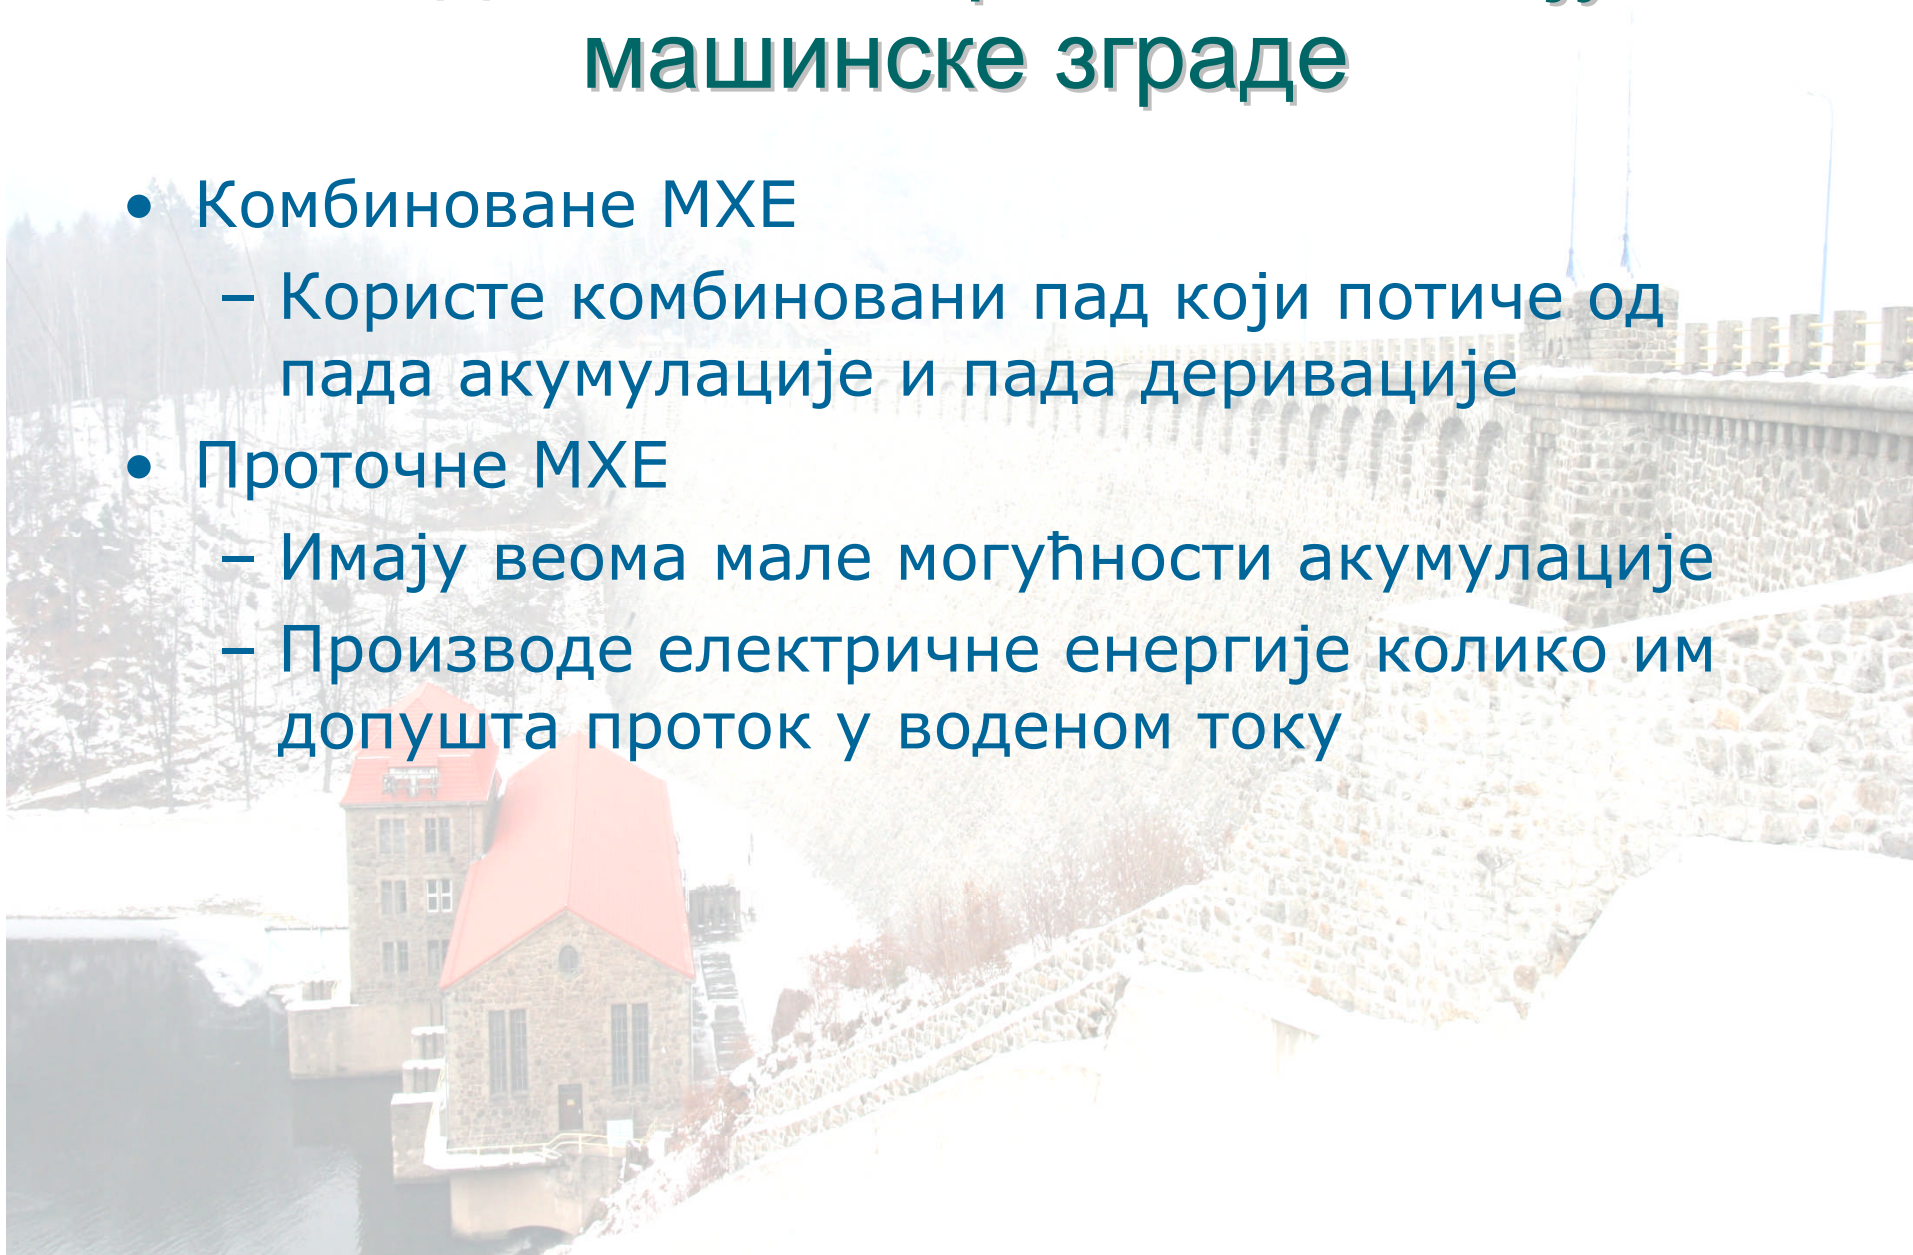 машинске зграде
• Комбиноване МХЕ
– Користе комбиновани пад који потиче од
пада акумулације и пада деривације
• Проточне МХЕ
– Имају веома мале могућности акумулације
– Производе електричне енергије колико им
допушта проток у воденом току